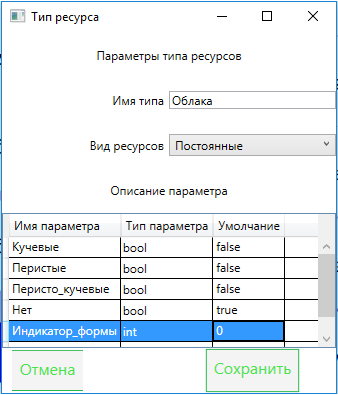 Тип ресурса
Параметры типа ресурсов
Имя типа Облака
Вид ресурсов Постоянные
Описание параметра
Имя параметра Тип параметра Умолчание
Кучевые bool false
Перистые bool false
Перисто_кучевые bool false
Нет bool true
Индикатор_формы int 0
Отмена Сохранить